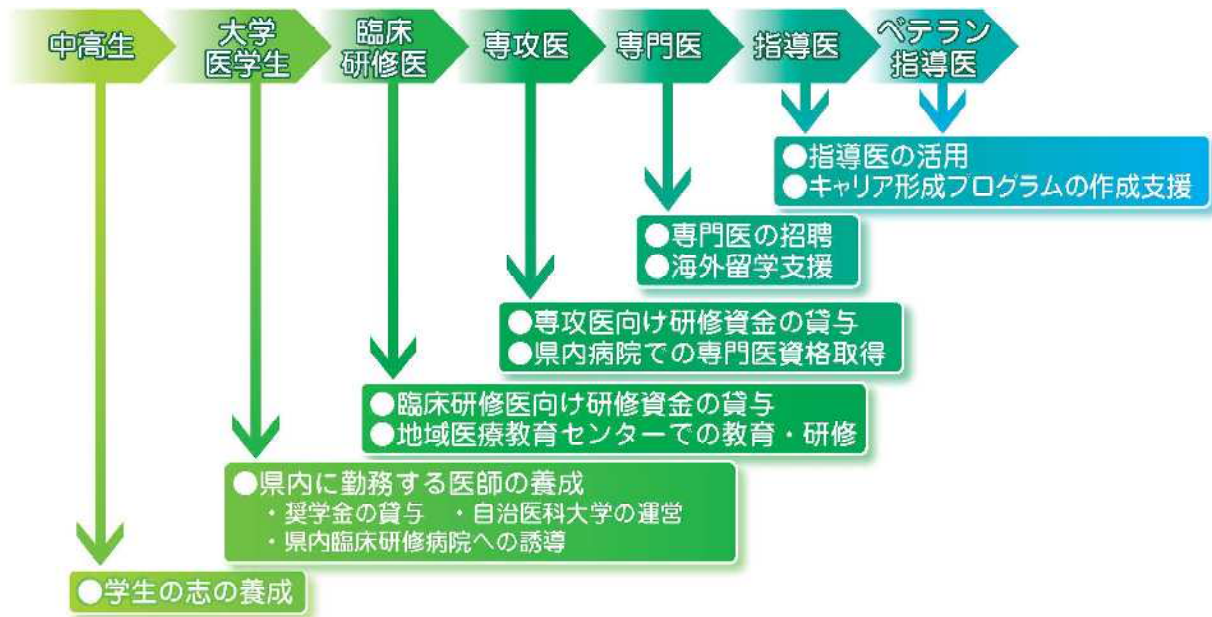 中高生
大学
医学生
臨床
研修医
専攻医
専門医
指導医
ベテラン
指導医
●指導医の活用
●キャリア形成プログラムの作成支援
●専門医の招聘
●海外留学支援
●専攻医向け研修資金の貸与
●県内病院での専門医資格取得
●臨床研修医向け研修資金の貸与
●地域医療教育センターでの教育・研修
●県内に勤務する医師の養成
・奨学金の貸与 ・自治医科大学の運営
・県内臨床研修病院への誘導
●学生の志の養成